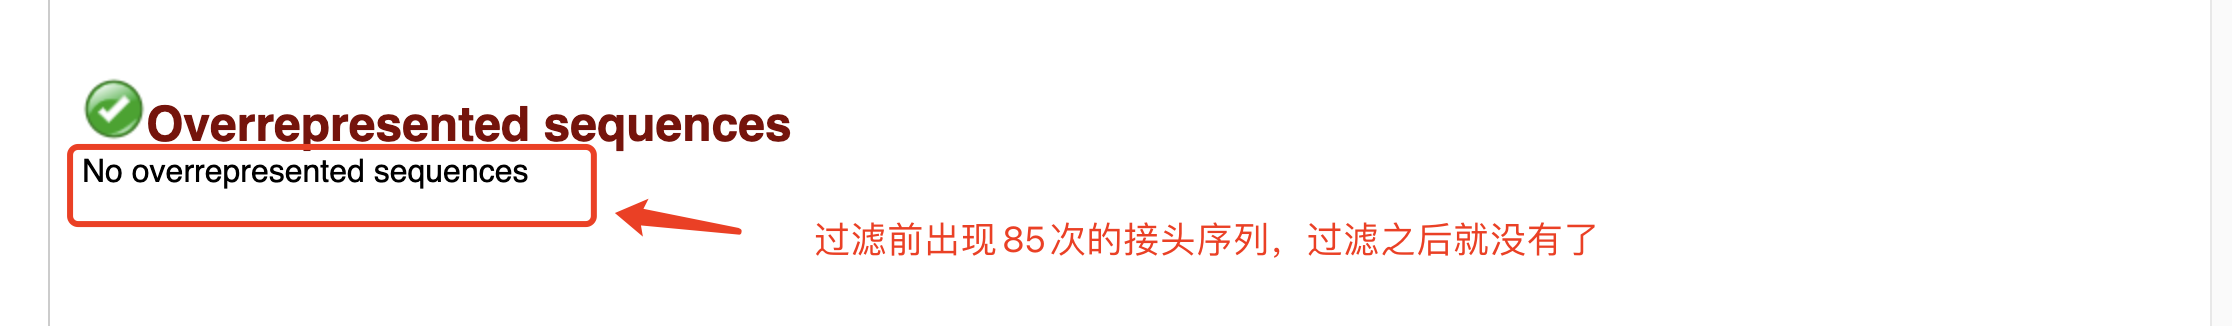 Overrepresented sequences
No overrepresented sequences
过滤前出现85次的接头序列，过滤之后就没有了